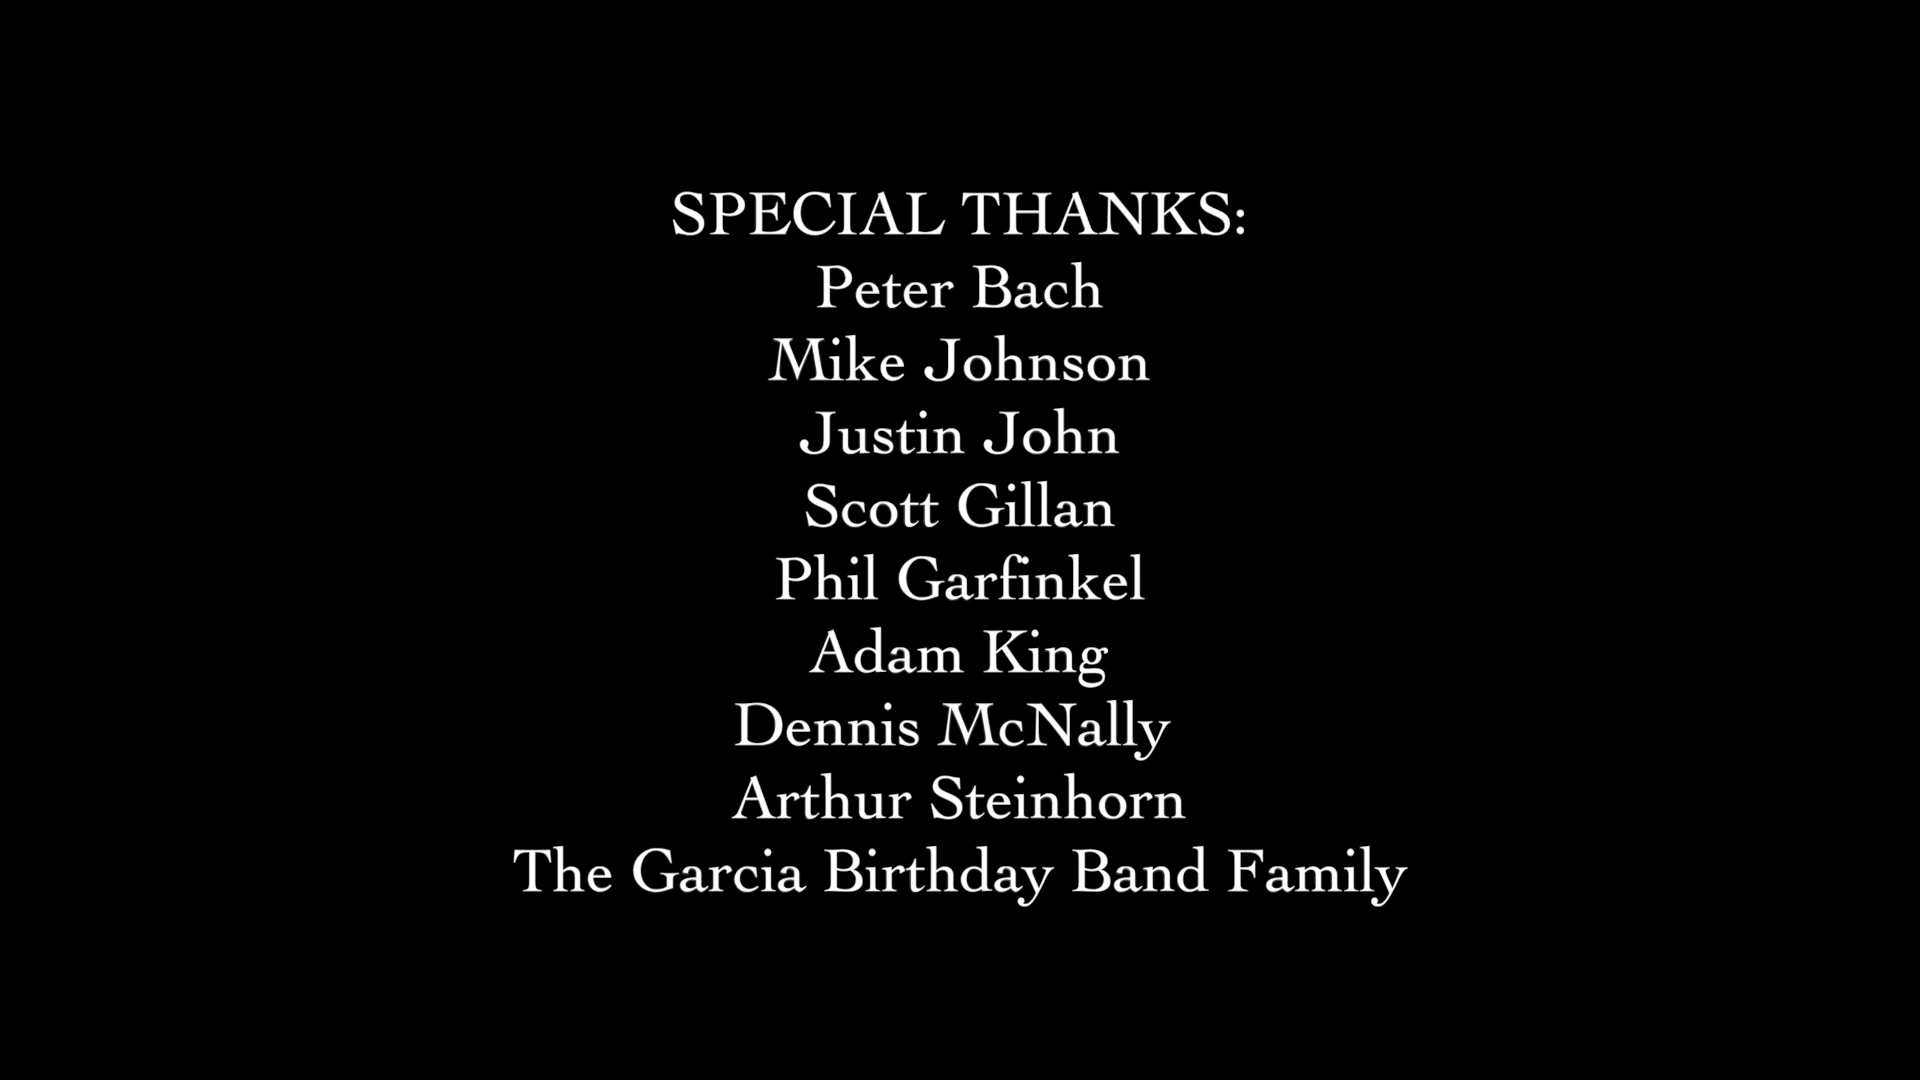 SPECIAL THANKS:
Peter Bach
Mike Johnson
Justin John
Scott Gillan
Phil Garfinkel
Adam King
Dennis McNally
Arthur Steinhorn
The Garcia Birthday Band Family